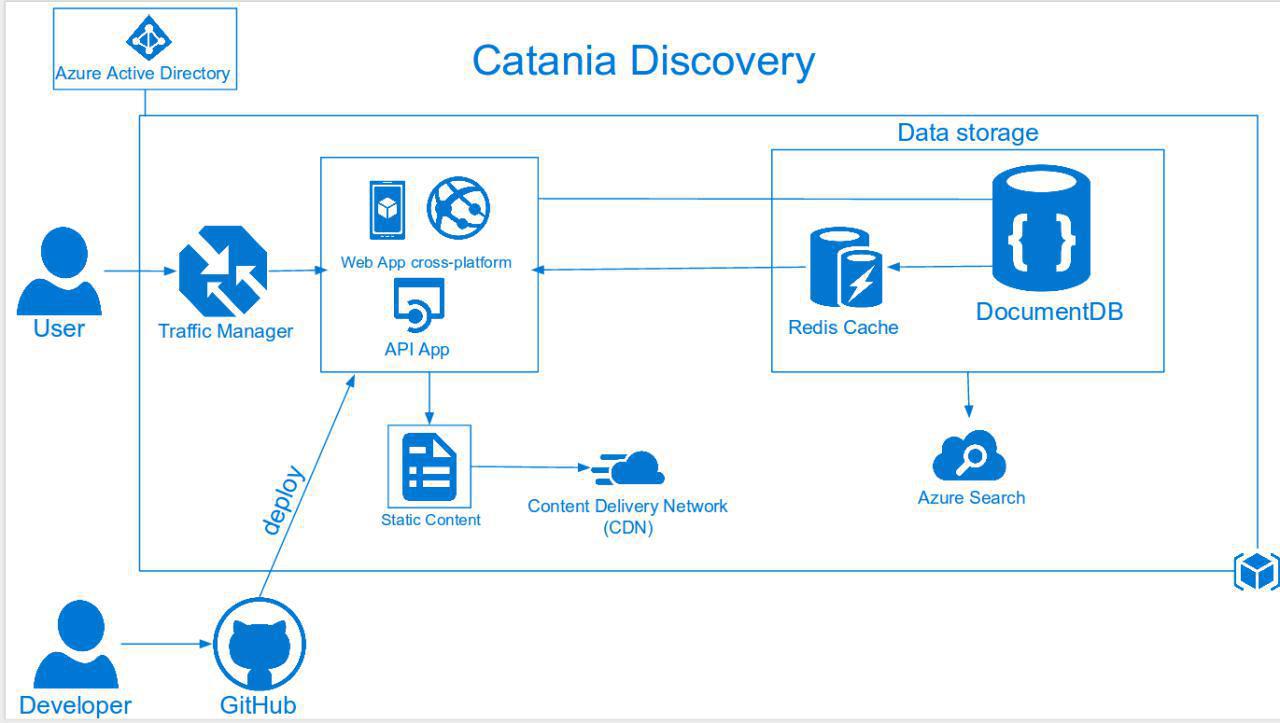 Azure Active Directory
Catania Discovery
Data storage
Web App cross-platform
API App
User
Traffic Manager
Redis Cache
DocumentDB
deploy
Static Content
Content Delivery Network
(CDN)
Azure Search
Developer
GitHub